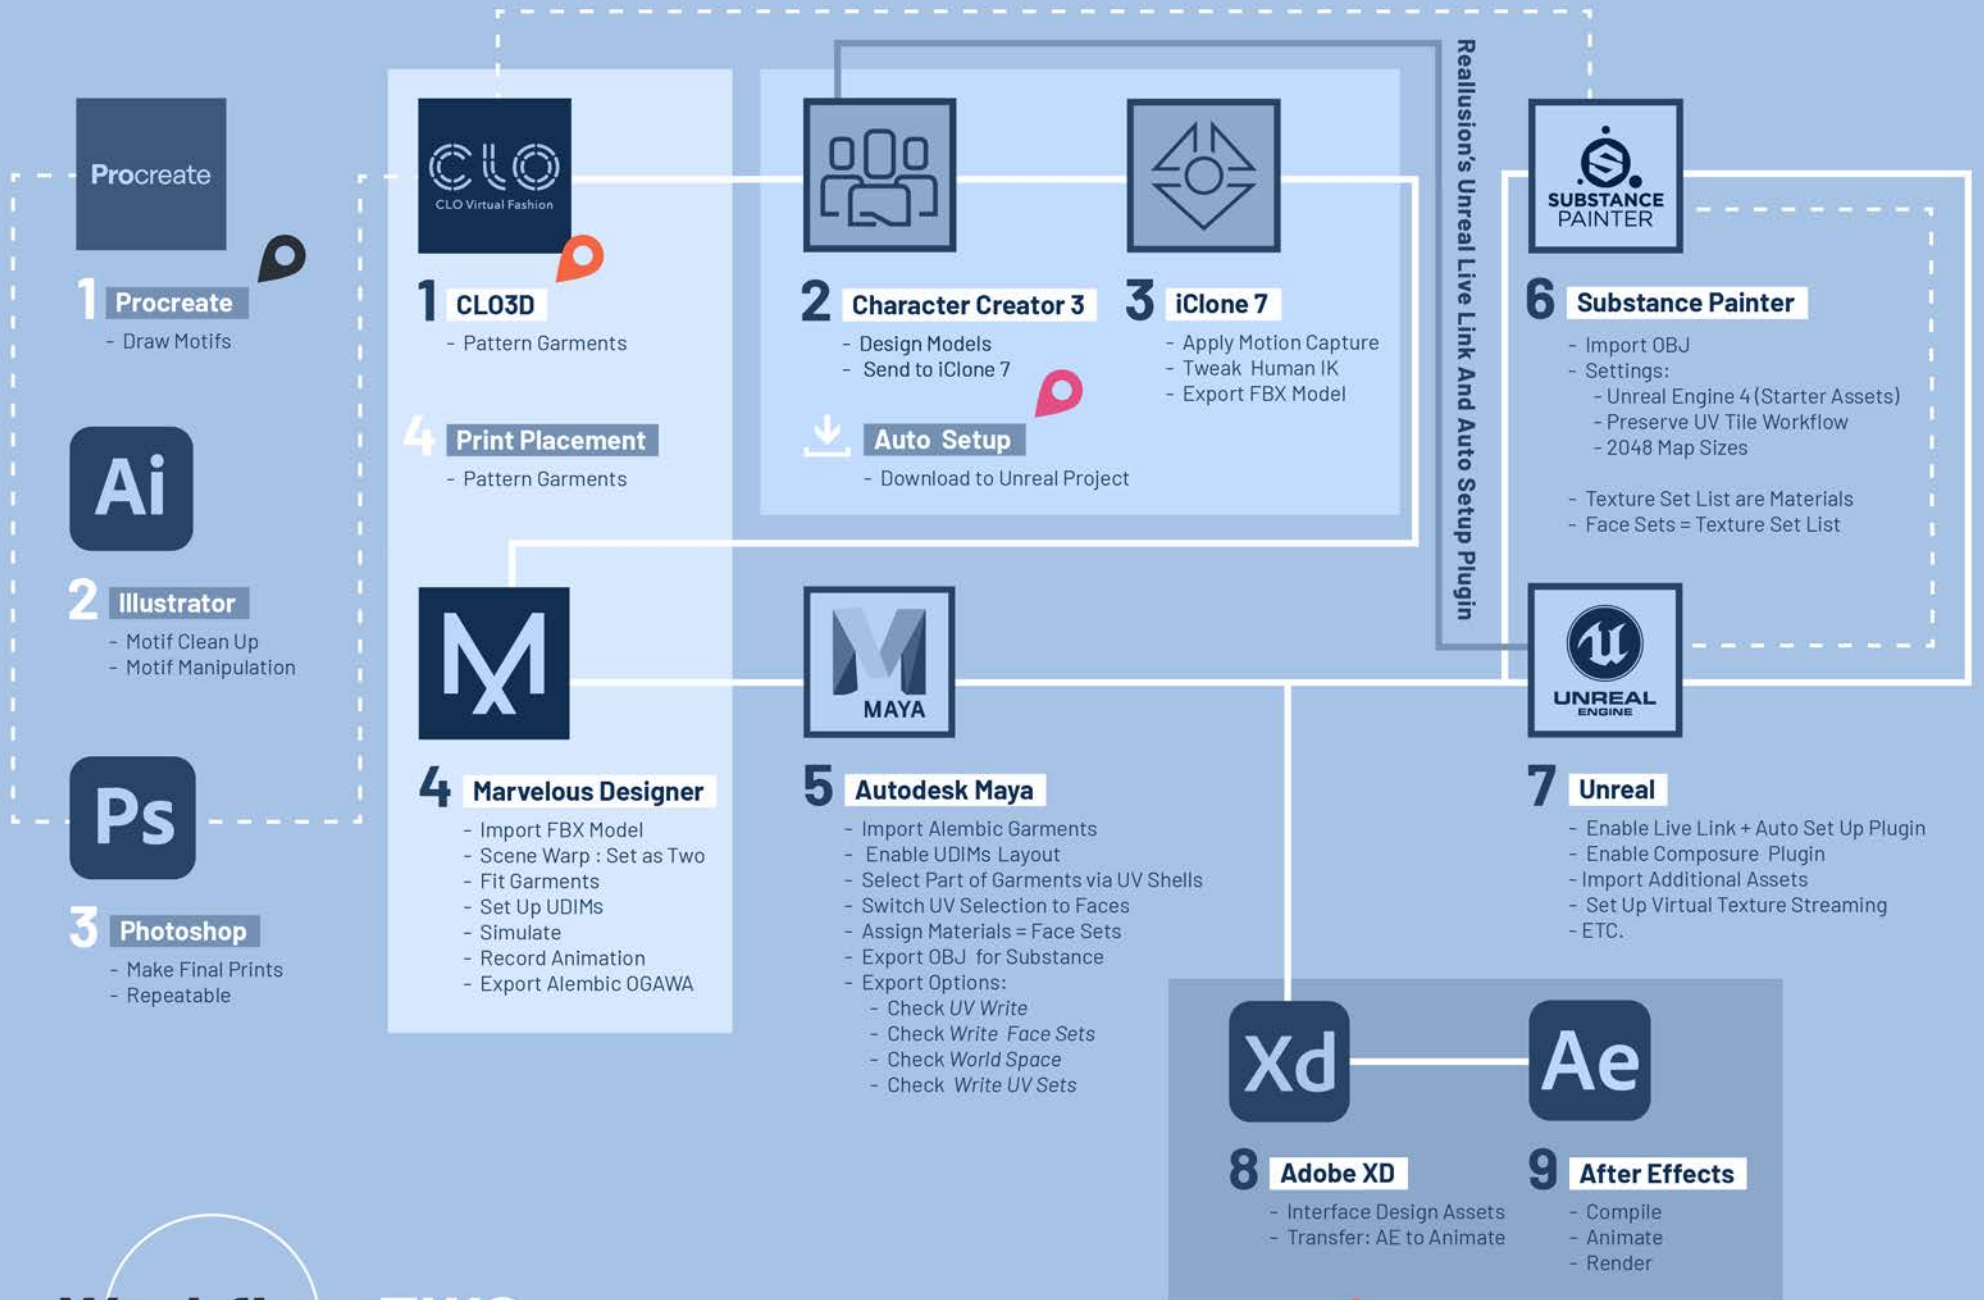 Procreate
1 Procreate
- Draw Motifs
Ai
2 Illustrator
- Motif Clean Up
- Motif Manipulation
Ps
3 Photoshop
- Make Final Prints
- Repeatable
CLO
CLO Virtual Fashion
1 CLO3D
- Pattern Garments
4 Print Placement
- Pattern Garments
2 Character Creator 3
- Design Models
- Send to iClone 7
Auto Setup
- Download to Unreal Project
3 iClone 7
- Apply Motion Capture
- Tweak Human IK
- Export FBX Model
Reallusion's Unreal Live Link And Auto Setup Plugin
SUBSTANCE
PAINTER
6 Substance Painter
- Import OBJ
- Settings:
- Unreal Engine 4 (Starter Assets)
- Preserve UV Tile Workflow
- 2048 Map Sizes
- Texture Set List are Materials
- Face Sets = Texture Set List
4 Marvelous Designer
- Import FBX Model
- Scene Warp : Set as Two
- Fit Garments
- Set Up UDIMs
- Simulate
- Record Animation
- Export Alembic OGAWA
MAYA
5 Autodesk Maya
- Import Alembic Garments
- Enable UDIMs Layout
- Select Part of Garments via UV Shells
- Switch UV Selection to Faces
- Assign Materials = Face Sets
- Export OBJ for Substance
- Export Options:
- Check UV Write
- Check Write Face Sets
- Check World Space
- Check Write UV Sets
UNREAL
ENGINE
7 Unreal
- Enable Live Link + Auto Set Up Plugin
- Enable Composure Plugin
- Import Additional Assets
- Set Up Virtual Texture Streaming
- ETC.
Xd
8 Adobe XD
- Interface Design Assets
- Transfer: AE to Animate
Ae
9 After Effects
- Compile
- Animate
- Render